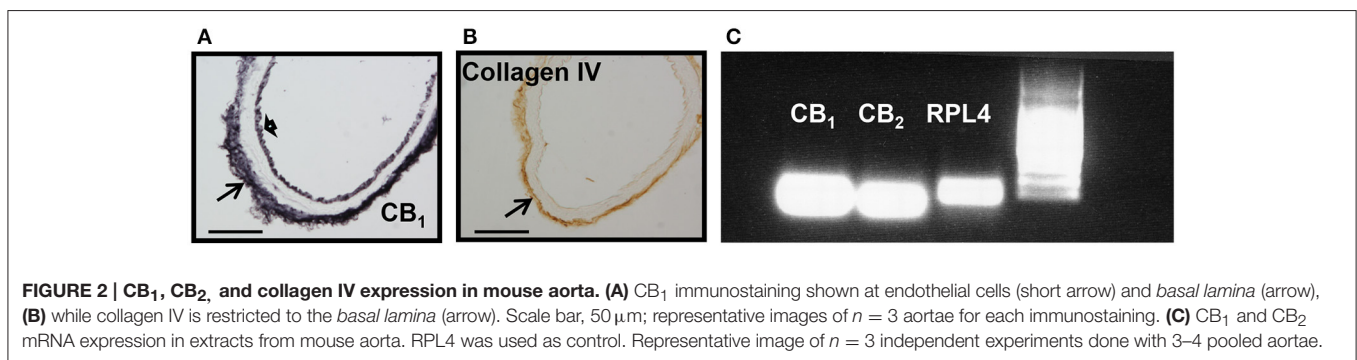 A
B
C
Collagen IV
CB₁
CB₁ CB₂ RPL4
FIGURE 2 | CB₁, CB₂, and collagen IV expression in mouse aorta. (A) CB₁ immunostaining shown at endothelial cells (short arrow) and basal lamina (arrow),
(B) while collagen IV is restricted to the basal lamina (arrow). Scale bar, 50 μm; representative images of n = 3 aortae for each immunostaining. (C) CB₁ and CB₂
mRNA expression in extracts from mouse aorta. RPL4 was used as control. Representative image of n = 3 independent experiments done with 3–4 pooled aortae.